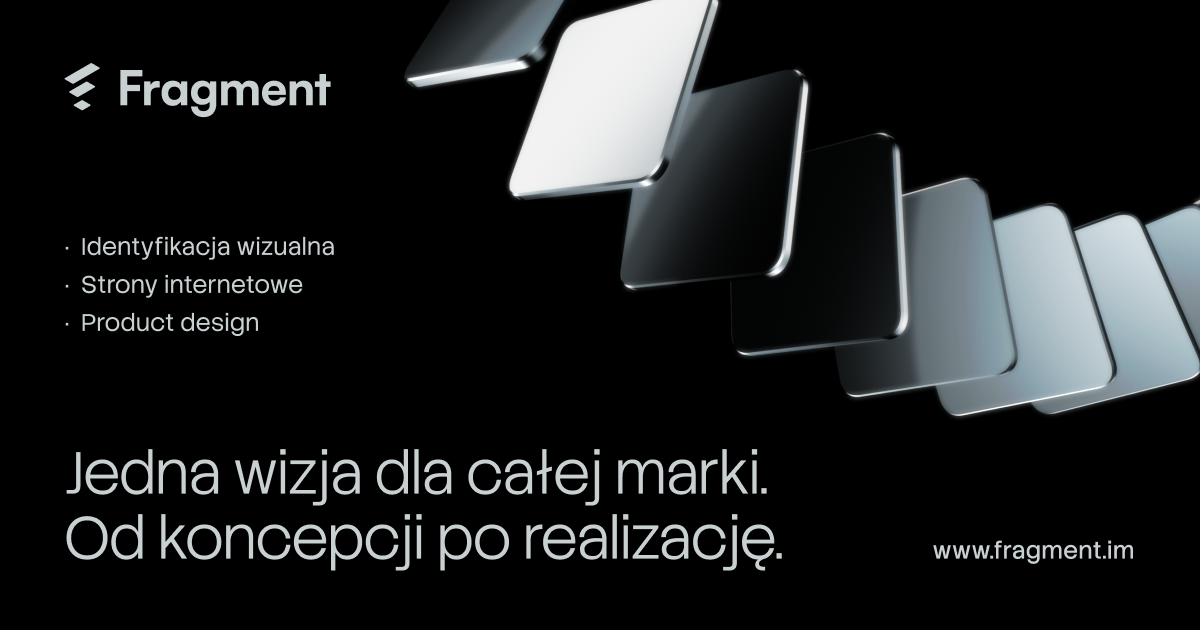 Fragment
· Identyfikacja wizualna
· Strony internetowe
· Product design
Jedna wizja dla całej marki.
Od koncepcji po realizację.
www.fragment.im